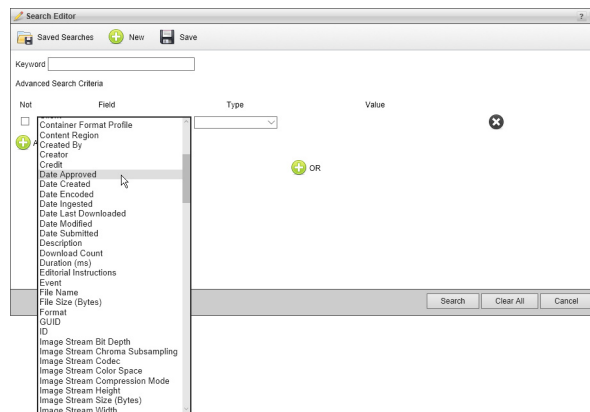 Search Editor ?
Saved Searches New Save
Keyword
Advanced Search Criteria
Not Field Type Value
Container Format Profile
Content Region
Created By
Creator
Credit
Date Approved
Date Created
Date Encoded
Date Ingested
Date Last Downloaded
Date Modified
Date Submitted
Description
Download Count
Duration (ms)
Editorial Instructions
Event
File Name
File Size (Bytes)
Format
GUID
ID
Image Stream Bit Depth
Image Stream Chroma Subsampling
Image Stream Codec
Image Stream Color Space
Image Stream Compression Mode
Image Stream Height
Image Stream Size (Bytes)
Image Stream Width
OR
Search Clear All Cancel